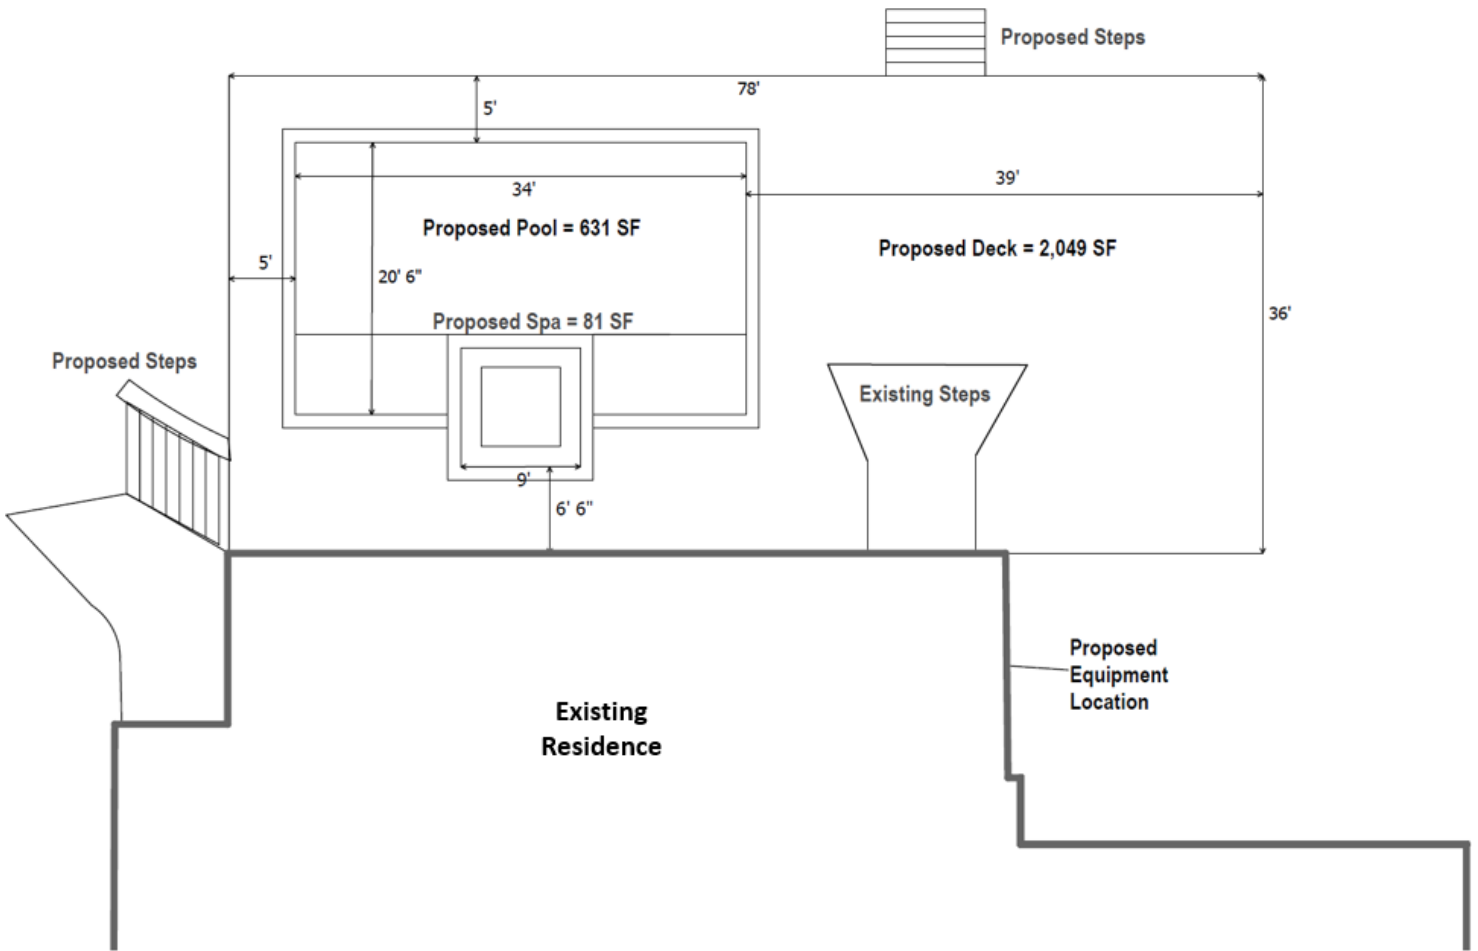 Proposed Steps
78'
5'
34'
39'
Proposed Pool = 631 SF
Proposed Deck = 2,049 SF
5'
20' 6"
36'
Proposed Spa = 81 SF
Proposed Steps
Existing Steps
9'
6' 6"
Proposed
Equipment
Location
Existing
Residence